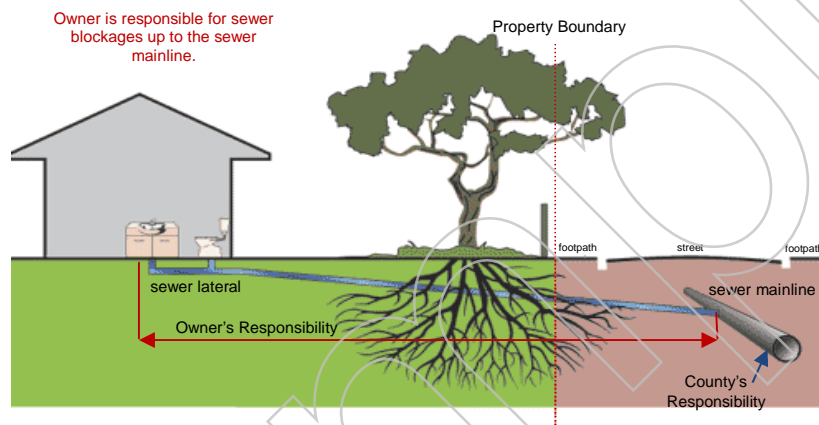 Owner is responsible for sewer
blockages up to the sewer
mainline.
Property Boundary
footpath
street
footpath
sewer lateral
sewer mainline
Owner's Responsibility
County's
Responsibility